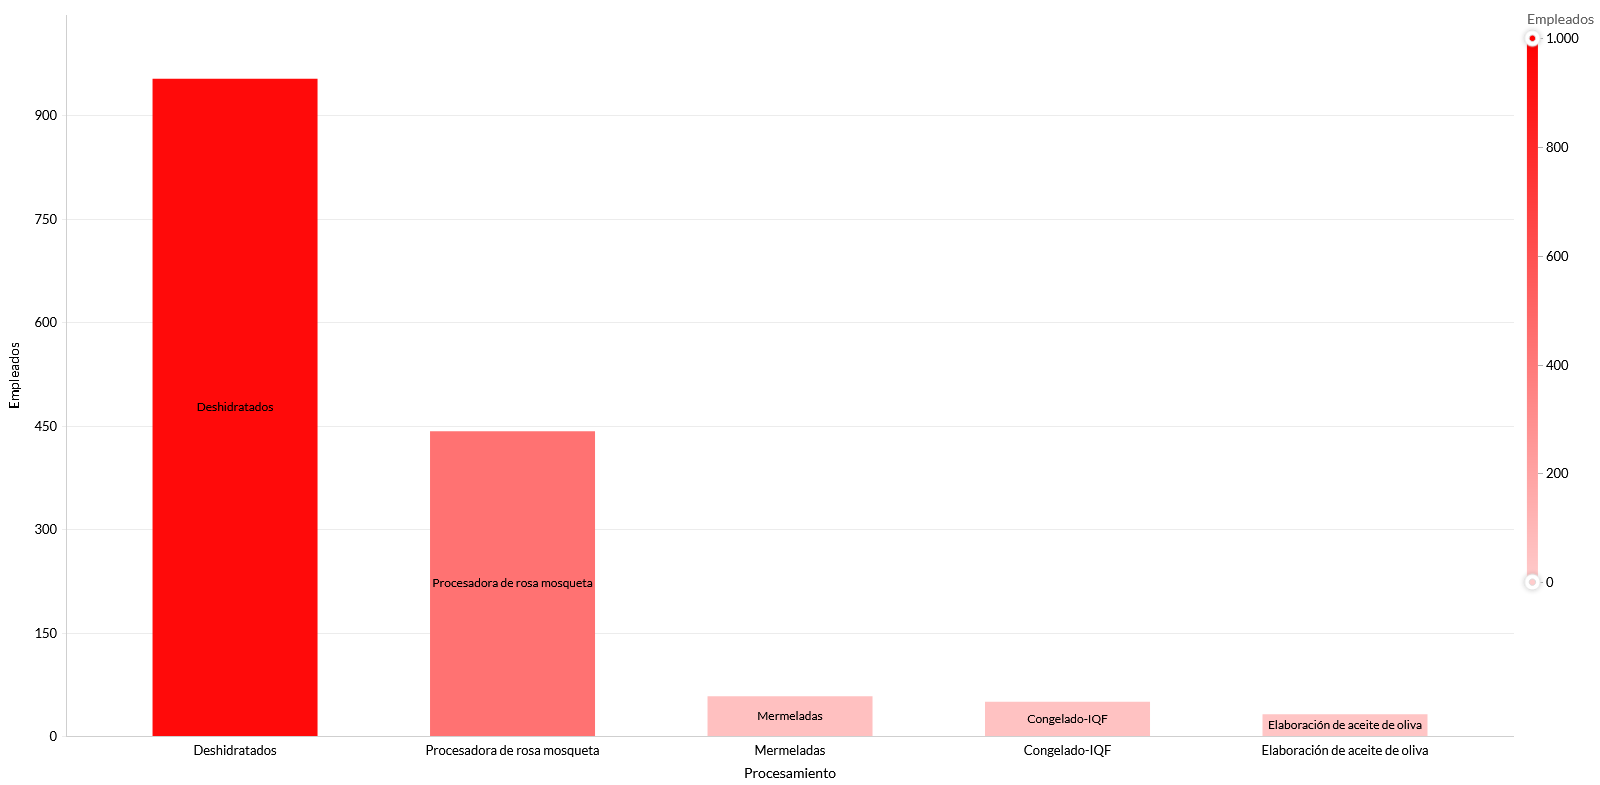 Empleados
1.000
800
600
400
200
0
900
750
600
450
300
150
0
Empleados
Deshidratados
Procesadora de rosa mosqueta
Mermeladas
Congelado-IQF
Elaboración de aceite de oliva
Deshidratados
Procesadora de rosa mosqueta
Mermeladas
Congelado-IQF
Elaboración de aceite de oliva
Procesamiento